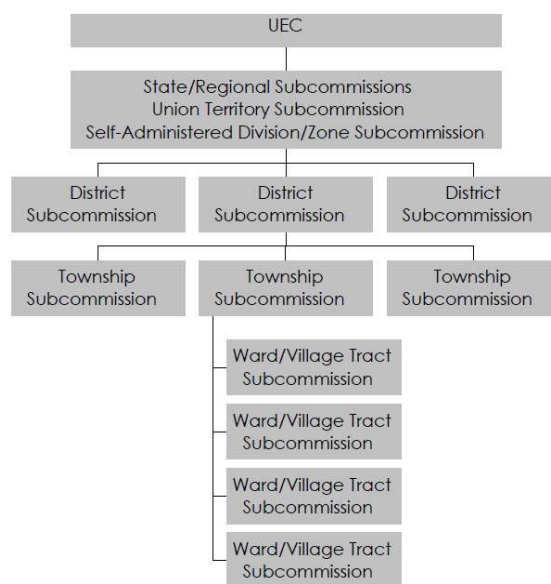 UEC
State/Regional Subcommissions
Union Territory Subcommission
Self-Administered Division/Zone Subcommission
District
Subcommission
District
Subcommission
District
Subcommission
Township
Subcommission
Township
Subcommission
Township
Subcommission
Ward/Village Tract
Subcommission
Ward/Village Tract
Subcommission
Ward/Village Tract
Subcommission
Ward/Village Tract
Subcommission